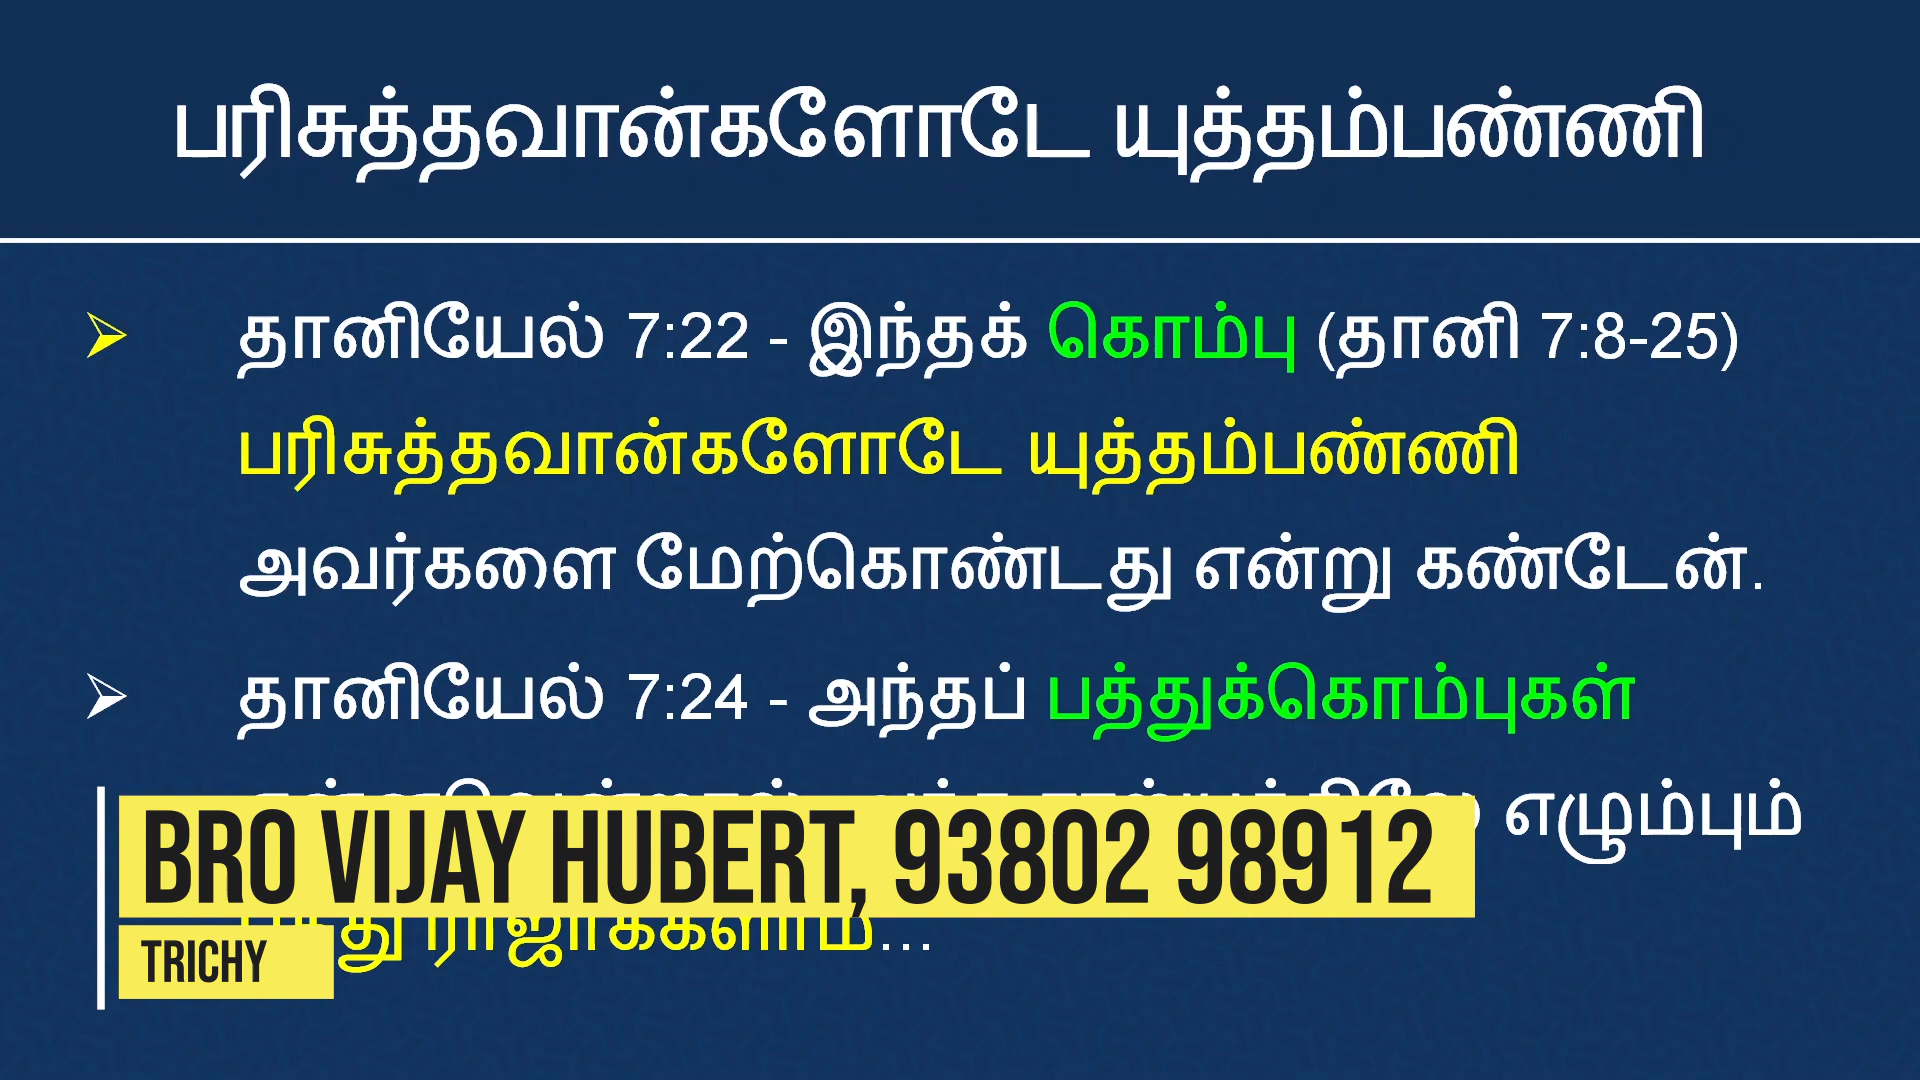 பரிசுத்தவான்களோடே யுத்தம்பண்ணி
➢ தானியேல் 7:22 - இந்தக் கொம்பு (தானி 7:8-25)
பரிசுத்தவான்களோடே யுத்தம்பண்ணி
அவர்களை மேற்கொண்டது என்று கண்டேன்.
➢ தானியேல் 7:24 - அந்தப் பத்துக்கொம்புகள்
எழும்பும்
ராஜாக்களாம்...
BRO VIJAY HUBERT, 93802 98912
TRICHY